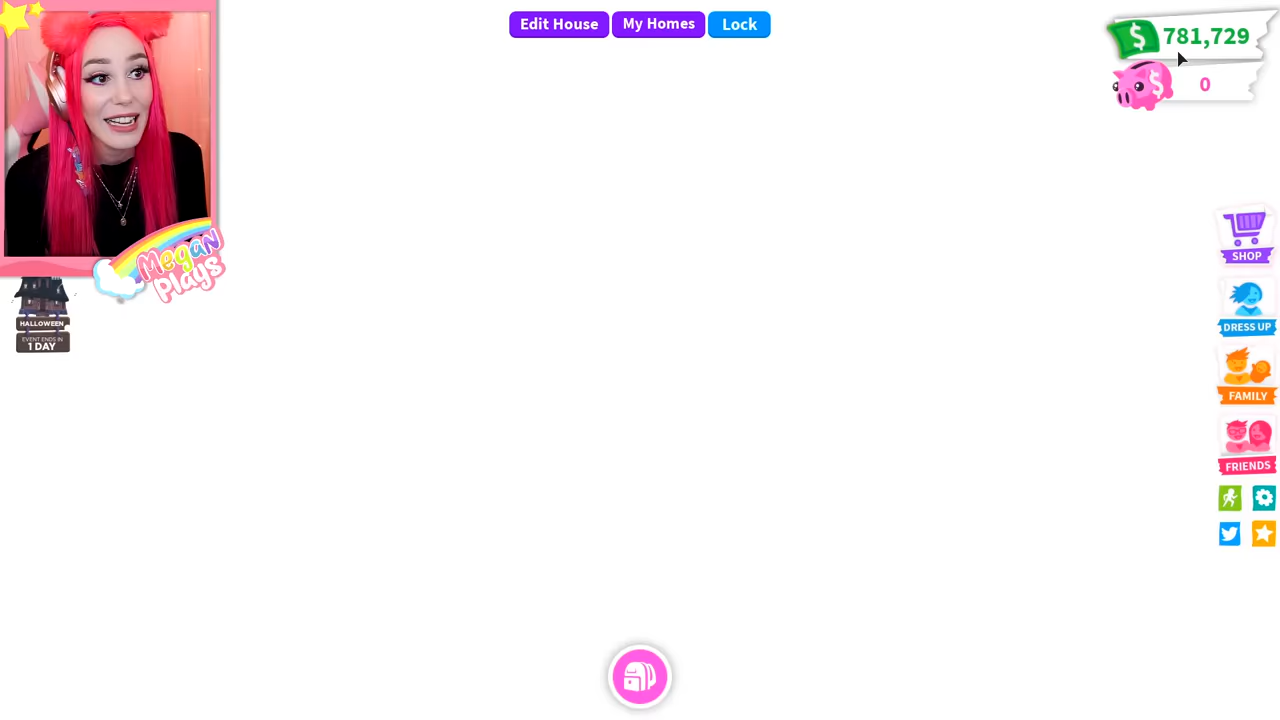 Edit House
My Homes
Lock
781,729
0
Megan
Plays
HALLOWEEN
EVENT ENDS IN
1 DAY
SHOP
DRESS UP
FAMILY
FRIENDS